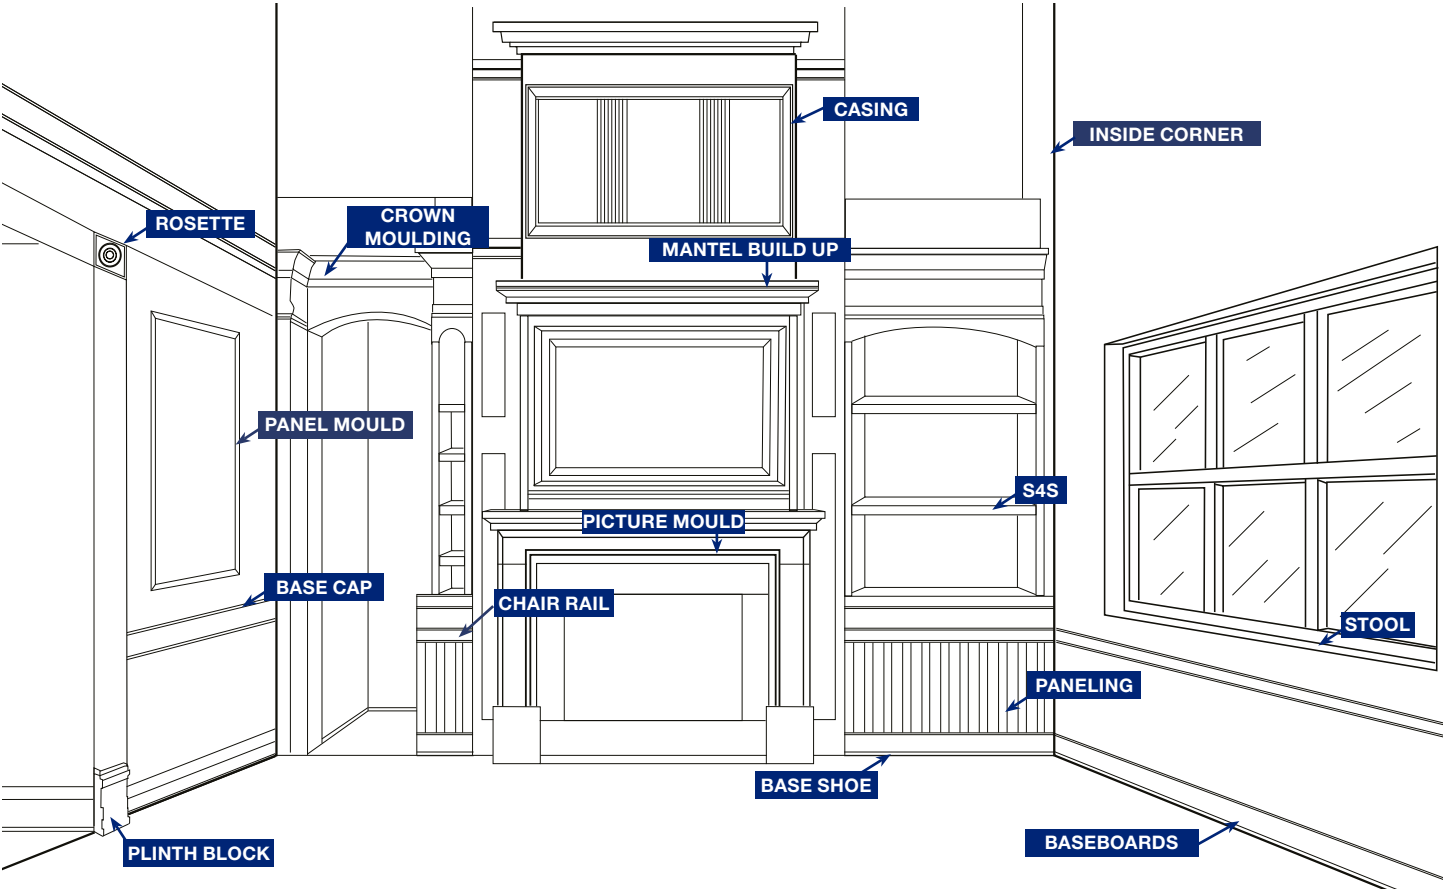 CASING
INSIDE CORNER
ROSETTE
CROWN
MOULDING
MANTEL BUILD UP
PANEL MOULD
S4S
PICTURE MOULD
BASE CAP
CHAIR RAIL
STOOL
PANELING
BASE SHOE
BASEBOARDS
PLINTH BLOCK